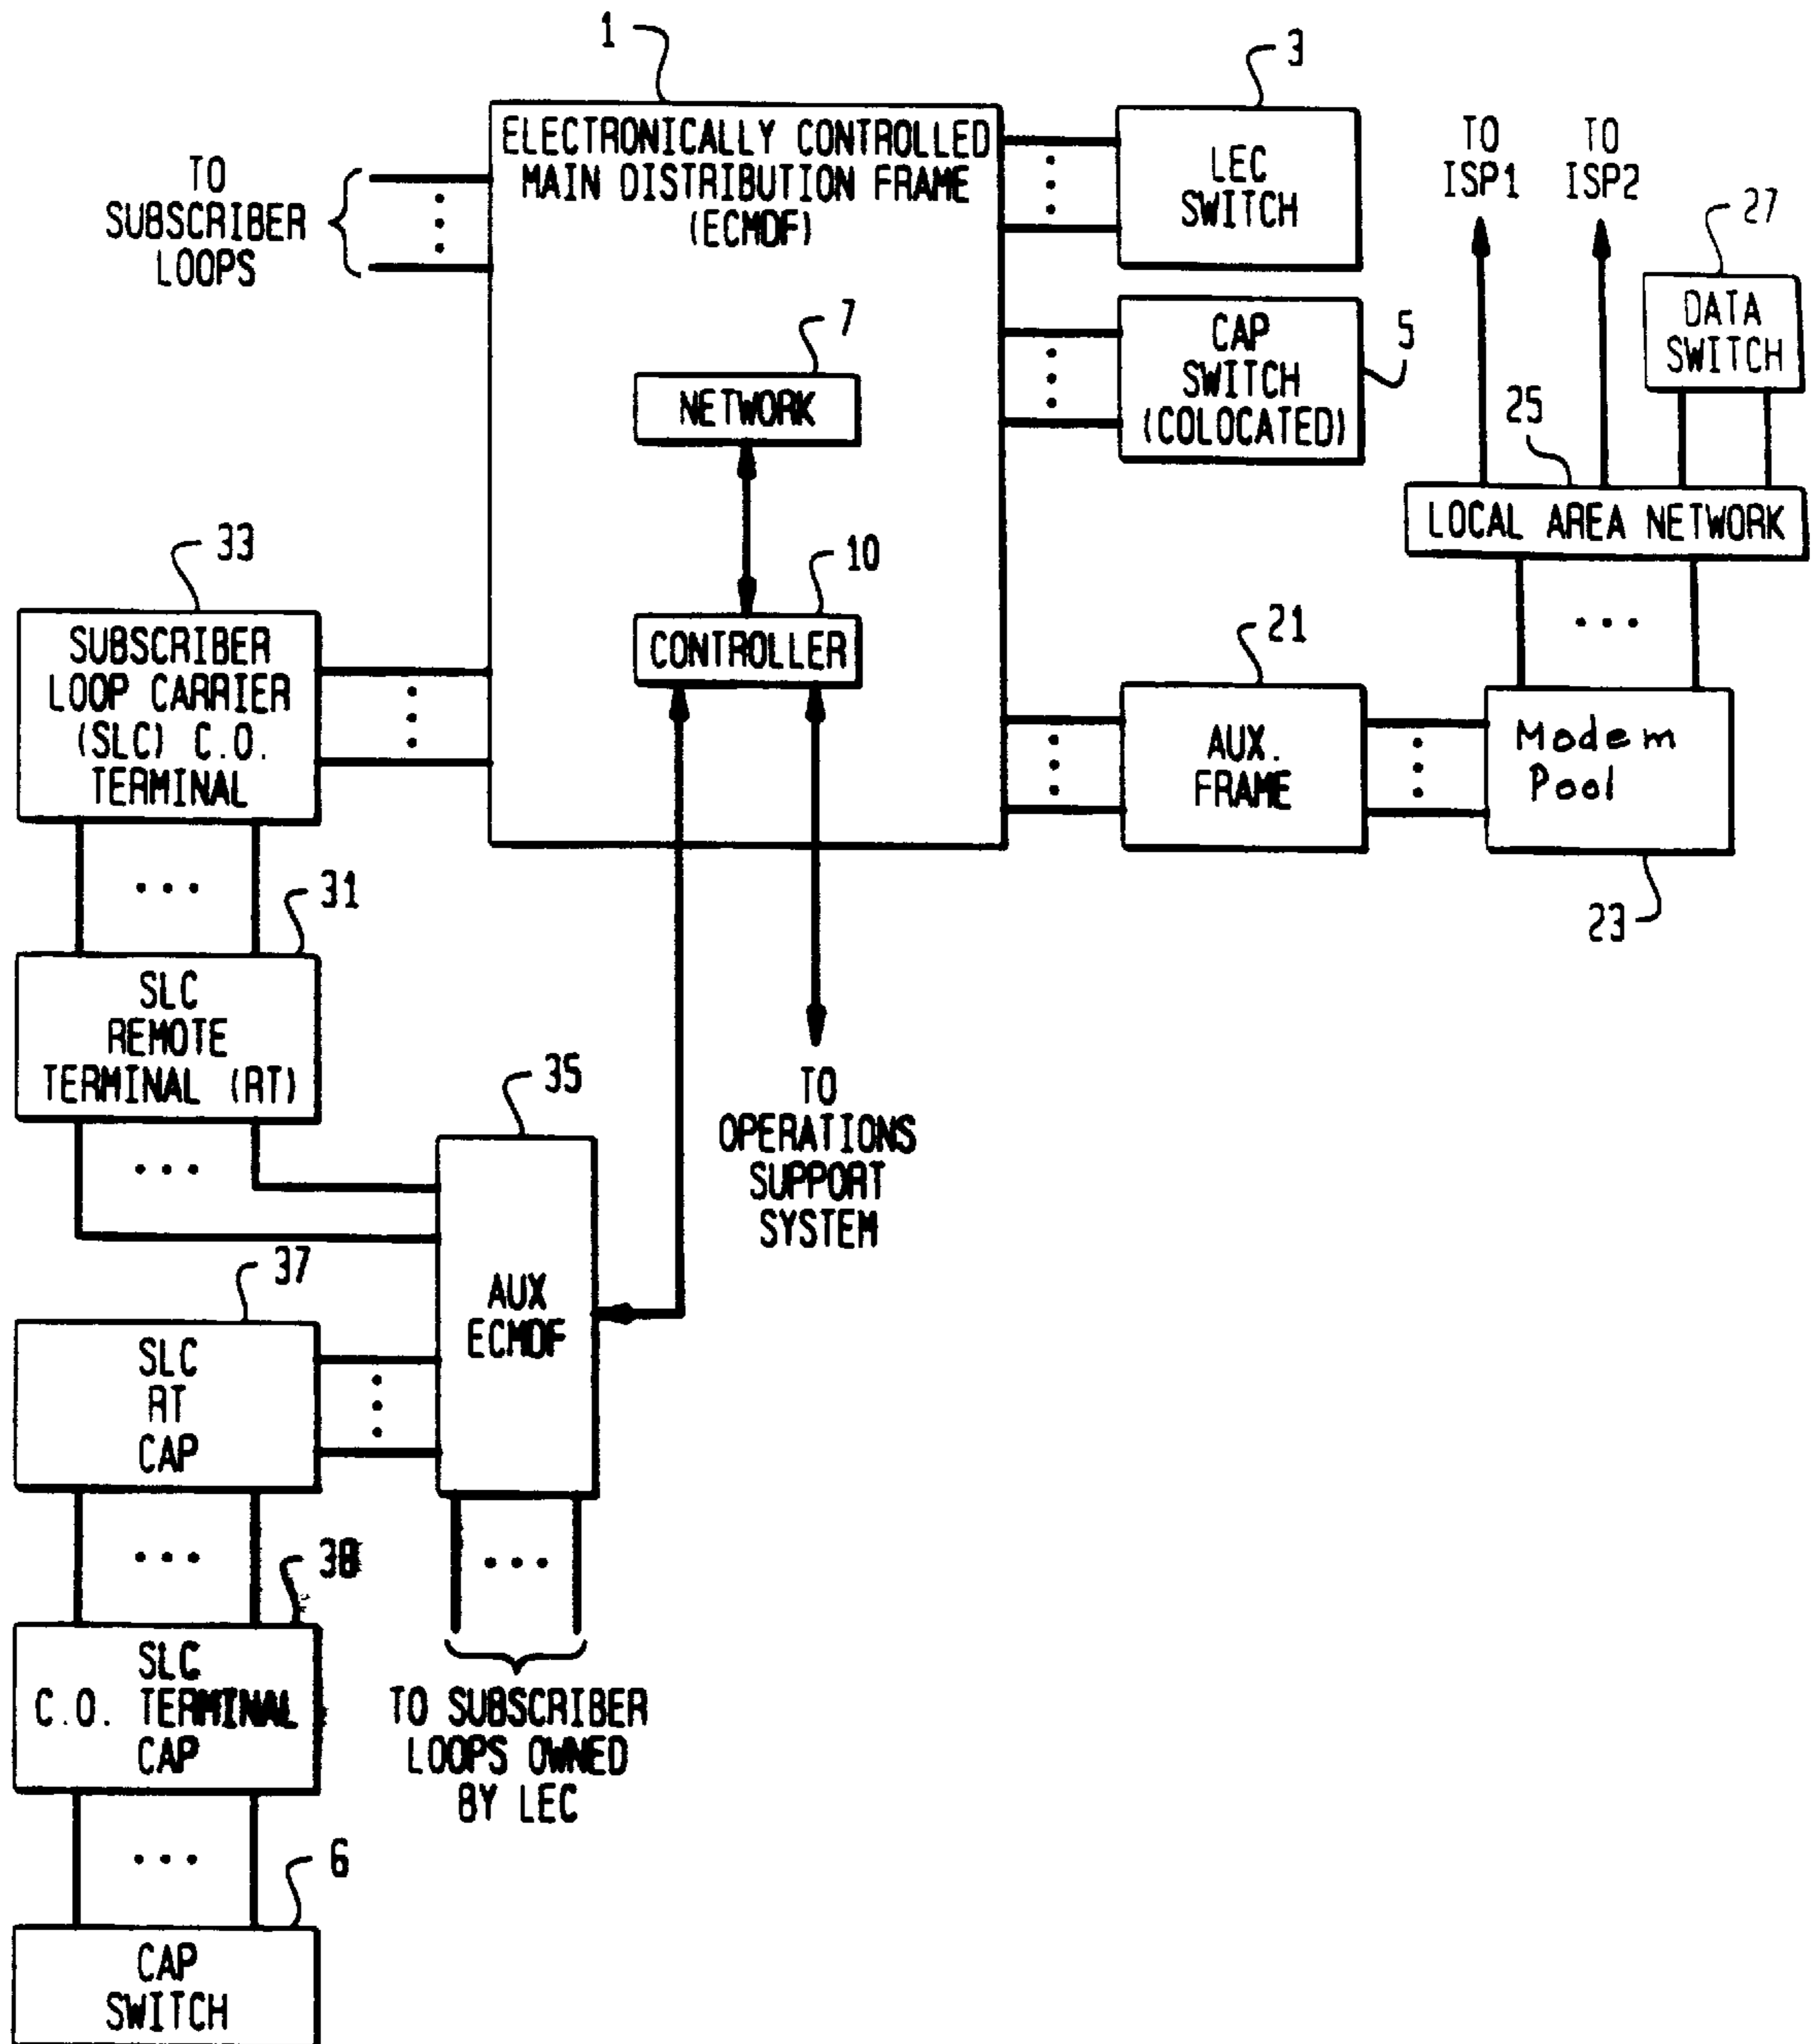 1
3
ELECTRONICALLY CONTROLLED
MAIN DISTRIBUTION FRAME
(ECMDF)
TO
SUBSCRIBER
LOOPS
LEC
SWITCH
TO
ISP1
TO
ISP2
27
DATA
SWITCH
7
NETWORK
CAP
SWITCH
(COLOCATED)
5
25
LOCAL AREA NETWORK
33
10
CONTROLLER
SUBSCRIBER
LOOP CARRIER
(SLC) C.O.
TERMINAL
21
AUX.
FRAME
Modem
Pool
23
31
SLC
REMOTE
TERMINAL (RT)
35
TO
OPERATIONS
SUPPORT
SYSTEM
37
AUX
ECMDF
SLC
RT
CAP
38
SLC
C.O. TERMINAL
CAP
TO SUBSCRIBER
LOOPS OWNED
BY LEC
6
CAP
SWITCH